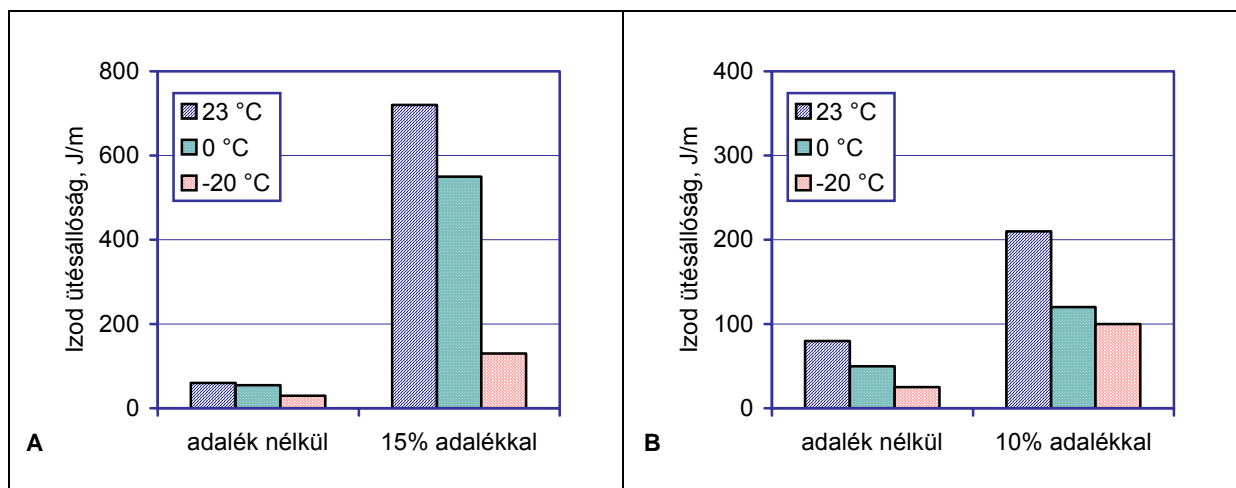 Izod ütésállóság, J/m
800
600
400
200
0
23 °C
0 °C
-20 °C
adalék nélkül
15% adalékkal
A
Izod ütésállóság, J/m
400
300
200
100
0
23 °C
0 °C
-20 °C
adalék nélkül
10% adalékkal
B